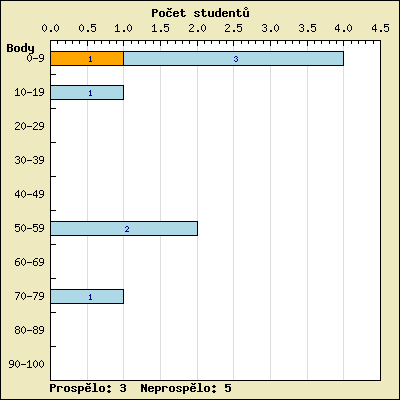 Počet studentů
0.0 0.5 1.0 1.5 2.0 2.5 3.0 3.5 4.0 4.5
Body
0-9 1 3
10-19 1
20-29
30-39
40-49
50-59 2
60-69
70-79 1
80-89
90-100
Prospělo: 3 Neprospělo: 5